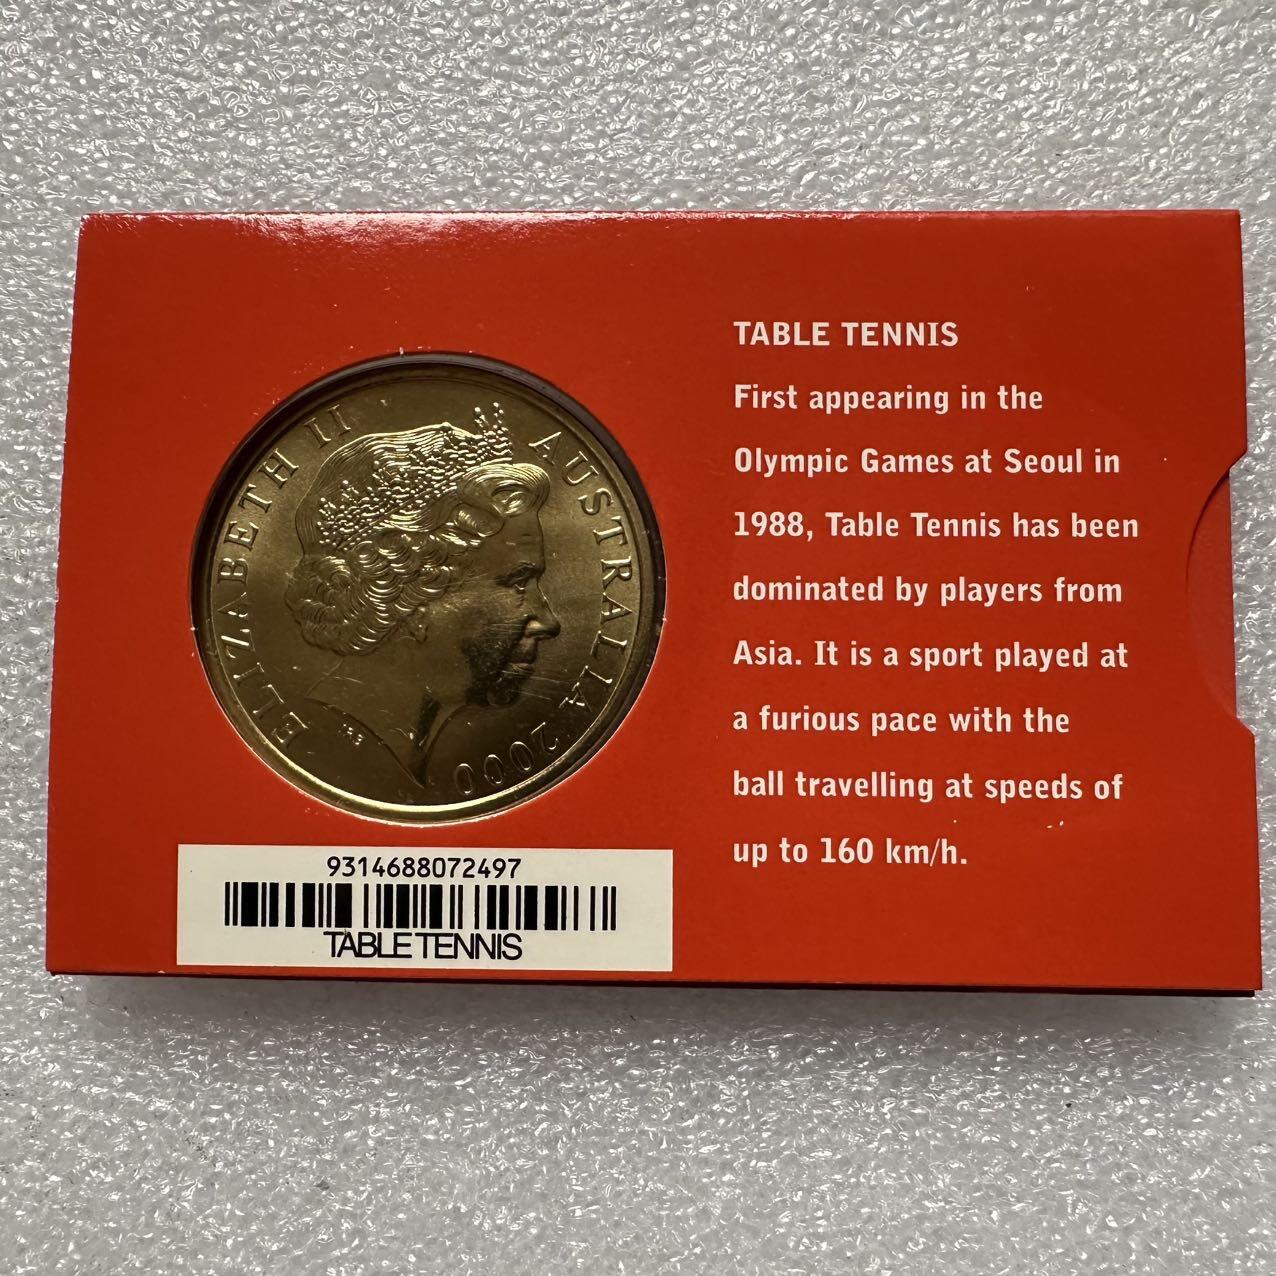 ELIZABETH II AUSTRALIA 2000
IRB
TABLE TENNIS
First appearing in the
Olympic Games at Seoul in
1988, Table Tennis has been
dominated by players from
Asia. It is a sport played at
a furious pace with the
ball travelling at speeds of
up to 160 km/h.
9314688072497
TABLE TENNIS